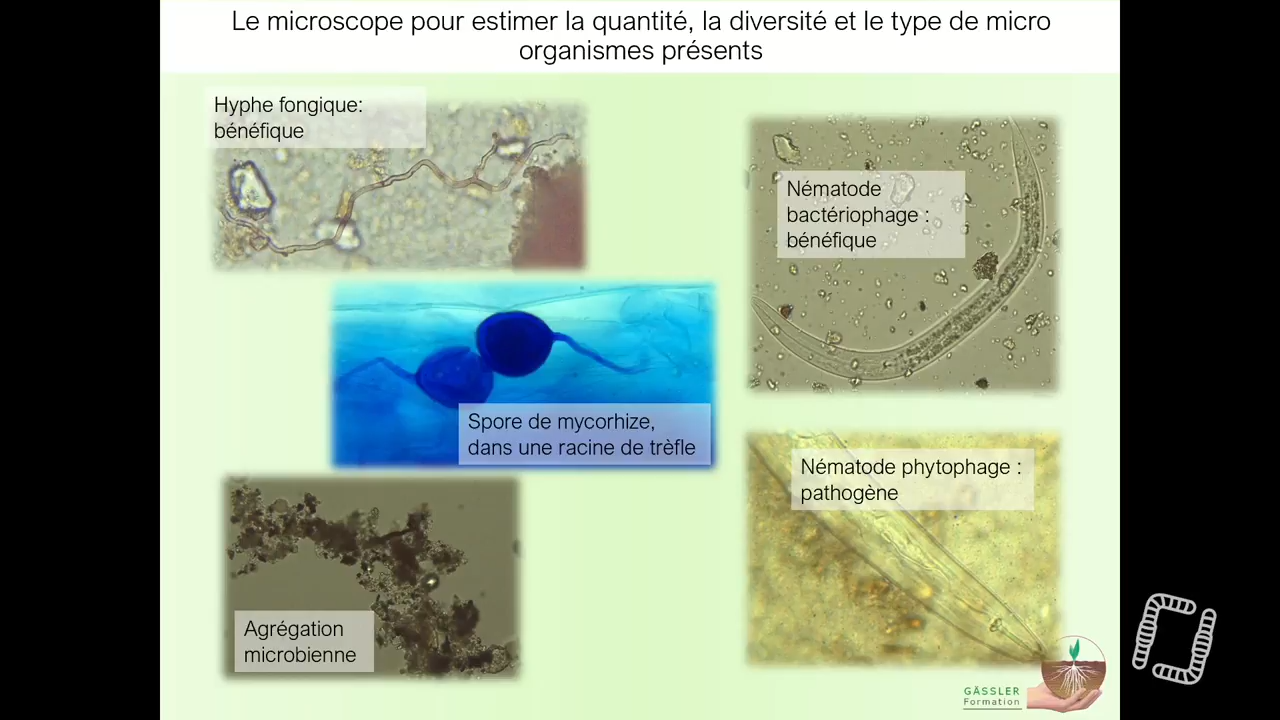 Le microscope pour estimer la quantité, la diversité et le type de micro
organismes présents
Hyphe fongique:
bénéfique
Nématode
bactériophage :
bénéfique
Spore de mycorhize,
dans une racine de trèfle
Nématode phytophage :
pathogène
Agrégation
microbienne
GÄSSLER
Formation